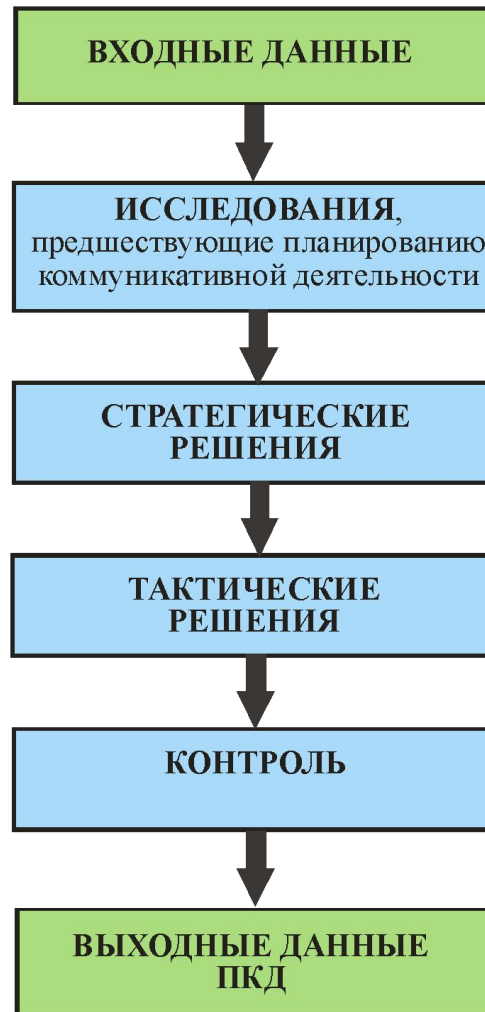 ВХОДНЫЕ ДАННЫЕ
ИССЛЕДОВАНИЯ,
предшествующие планированию
коммуникативной деятельности
СТРАТЕГИЧЕСКИЕ
РЕШЕНИЯ
ТАКТИЧЕСКИЕ
РЕШЕНИЯ
КОНТРОЛЬ
ВЫХОДНЫЕ ДАННЫЕ
ПКД